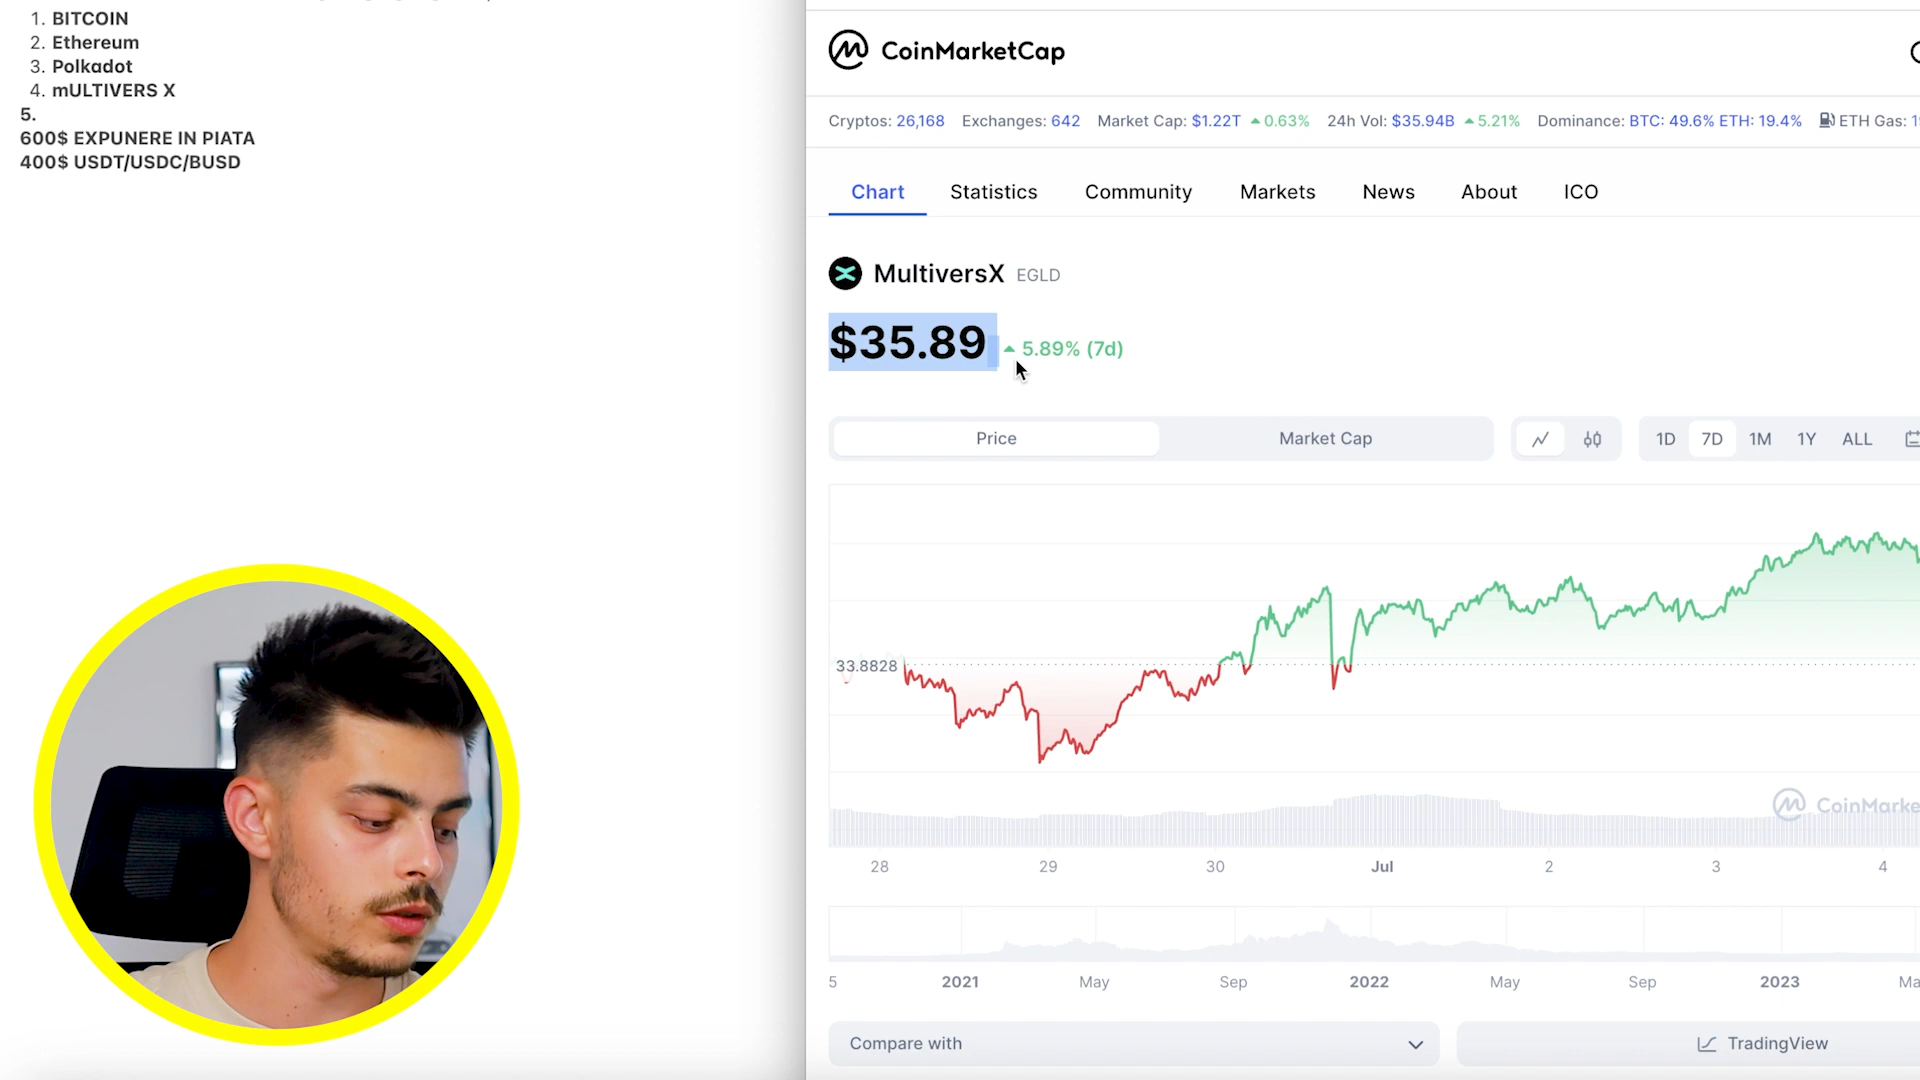 1. BITCOIN
2. Ethereum
3. Polkadot
4. mULTIVERS X
5.
600$ EXPUNERE IN PIATA
400$ USDT/USDC/BUSD
CoinMarketCap
Cryptos: 26,168 Exchanges: 642 Market Cap: $1.22T 0.63% 24h Vol: $35.94B 5.21% Dominance: BTC: 49.6% ETH: 19.4% ETH Gas:
Chart Statistics Community Markets News About ICO
MultiversX EGLD
$35.89 5.89% (7d)
Price Market Cap 1D 7D 1M 1Y ALL
33.8828
CoinMarke
28 29 30 Jul 2 3 4
5 2021 May Sep 2022 May Sep 2023 Ma
Compare with TradingView